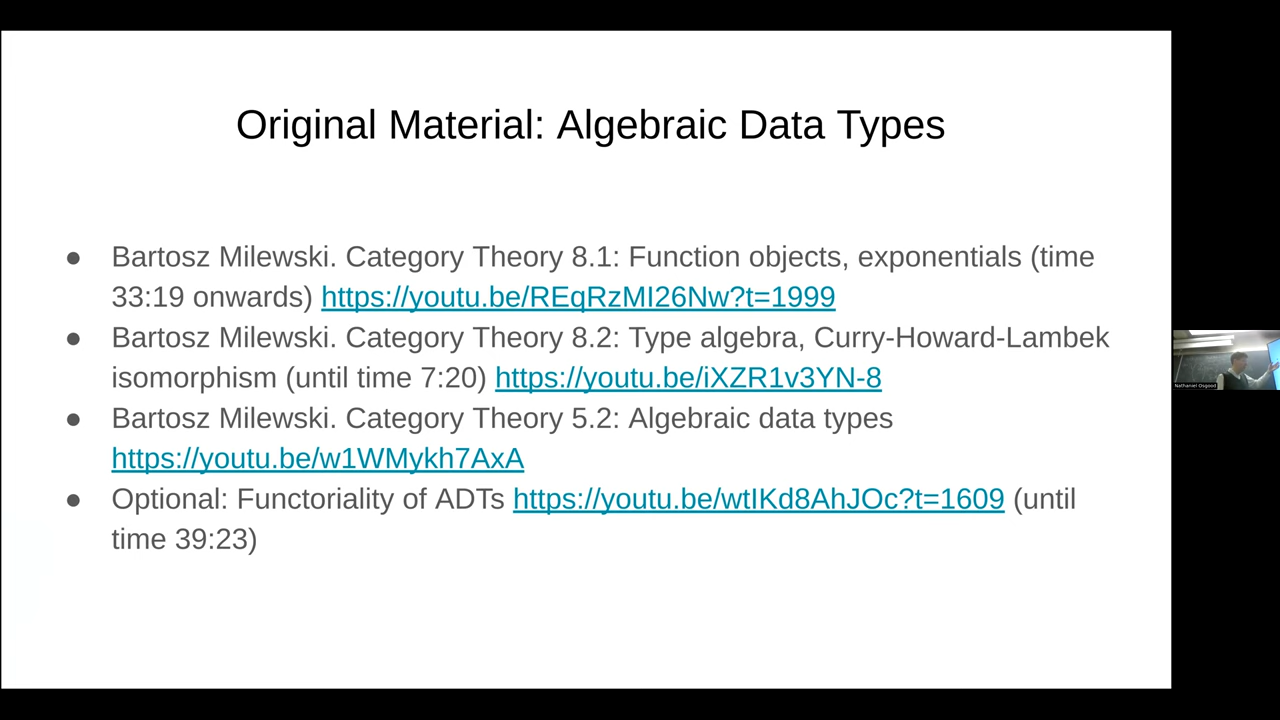 Original Material: Algebraic Data Types
● Bartosz Milewski. Category Theory 8.1: Function objects, exponentials (time
33:19 onwards) https://youtu.be/REqRzMI26Nw?t=1999
● Bartosz Milewski. Category Theory 8.2: Type algebra, Curry-Howard-Lambek
isomorphism (until time 7:20) https://youtu.be/iXZR1v3YN-8
● Bartosz Milewski. Category Theory 5.2: Algebraic data types
https://youtu.be/w1WMykh7AxA
● Optional: Functoriality of ADTs https://youtu.be/wtIKd8AhJOc?t=1609 (until
time 39:23)
Nathaniel Osgood